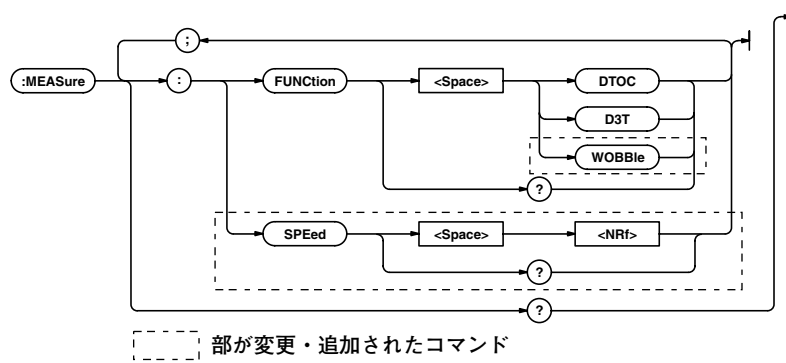 ;
:MEASure : FUNCtion <Space> DTOC
D3T
WOBBle
?
SPEed <Space> <NRf>
?
?
部が変更・追加されたコマンド